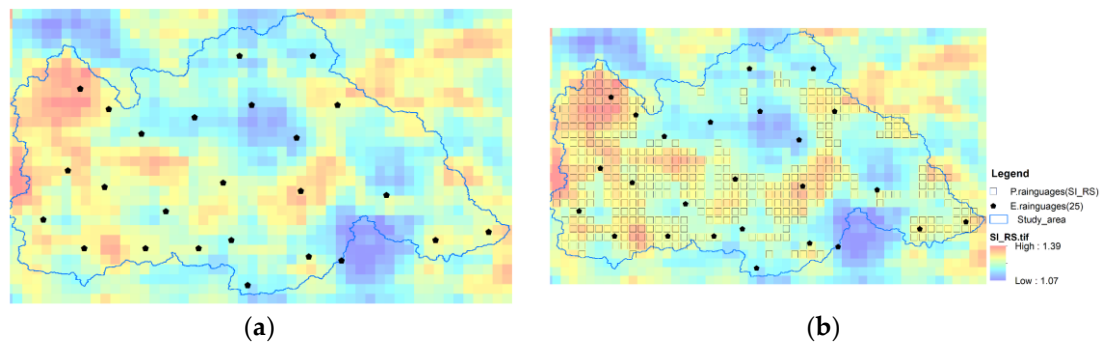 Legend
P.rainguages(SI_RS)
E.rainguages(25)
Study_area
SI_RS.tif
High : 1.39
Low : 1.07
(a)
(b)